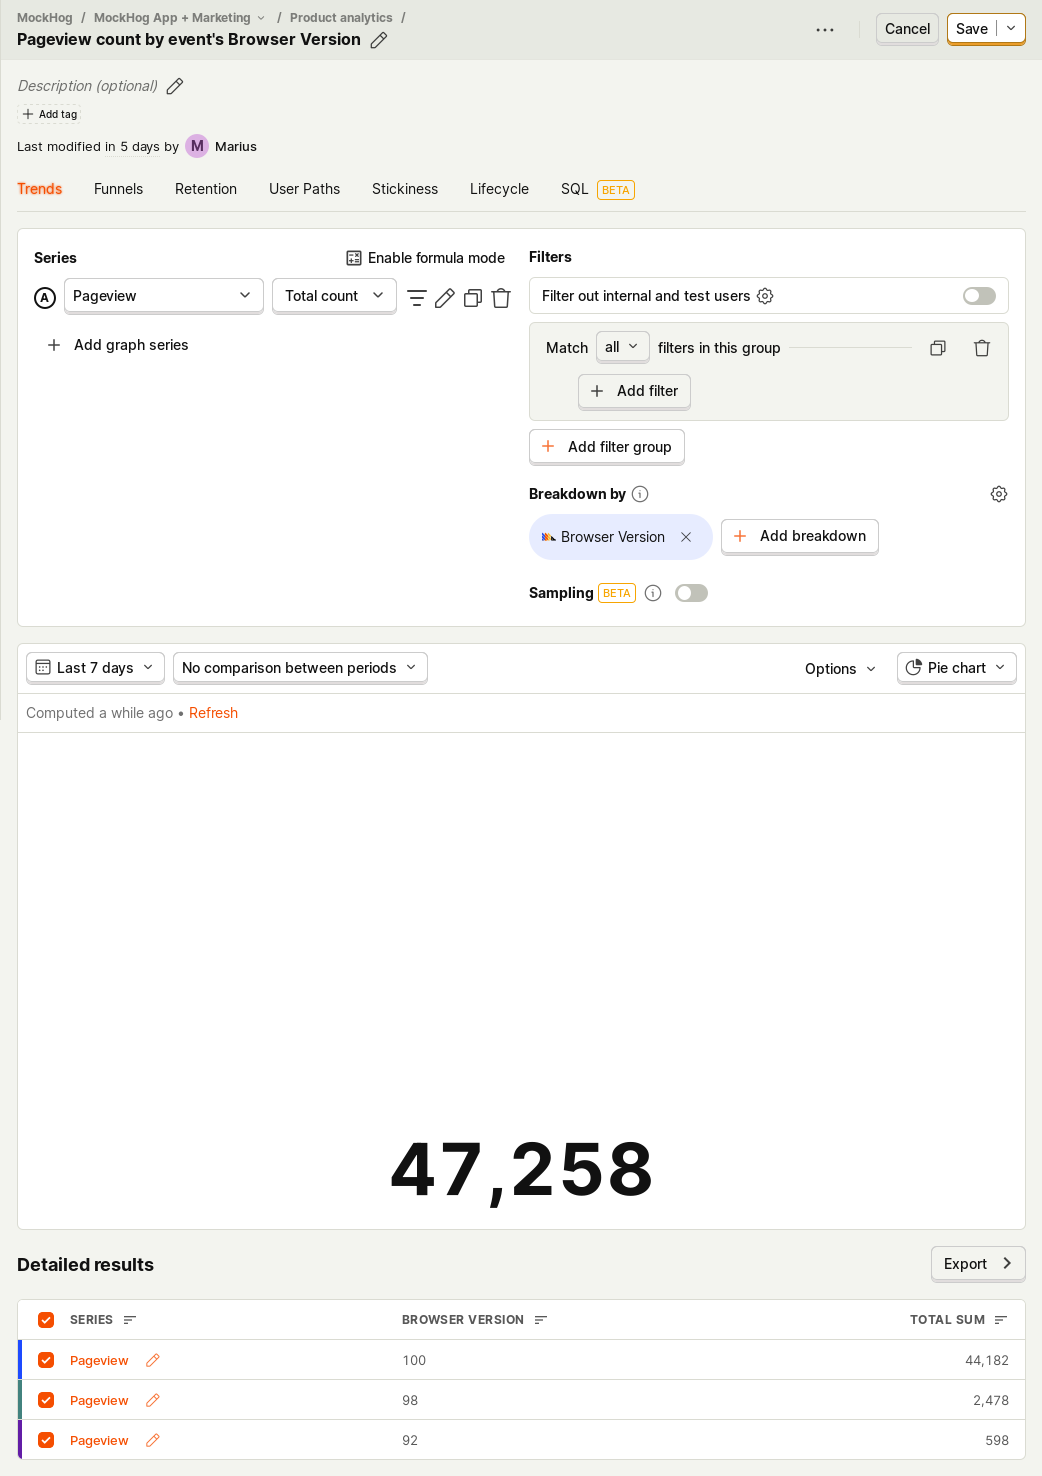 MockHog / MockHog App + Marketing / Product analytics /
Pageview count by event's Browser Version
Cancel
Save
Description (optional)
Add tag
Last modified in 5 days by M Marius
Trends Funnels Retention User Paths Stickiness Lifecycle SQL BETA
Series
Enable formula mode
A Pageview Total count
Add graph series
Filters
Filter out internal and test users
Match all filters in this group
Add filter
Add filter group
Breakdown by
Browser Version
Add breakdown
Sampling BETA
Last 7 days
No comparison between periods
Options
Pie chart
Computed a while ago • Refresh
47,258
Detailed results
Export
SERIES BROWSER VERSION TOTAL SUM
Pageview 100 44,182
Pageview 98 2,478
Pageview 92 598